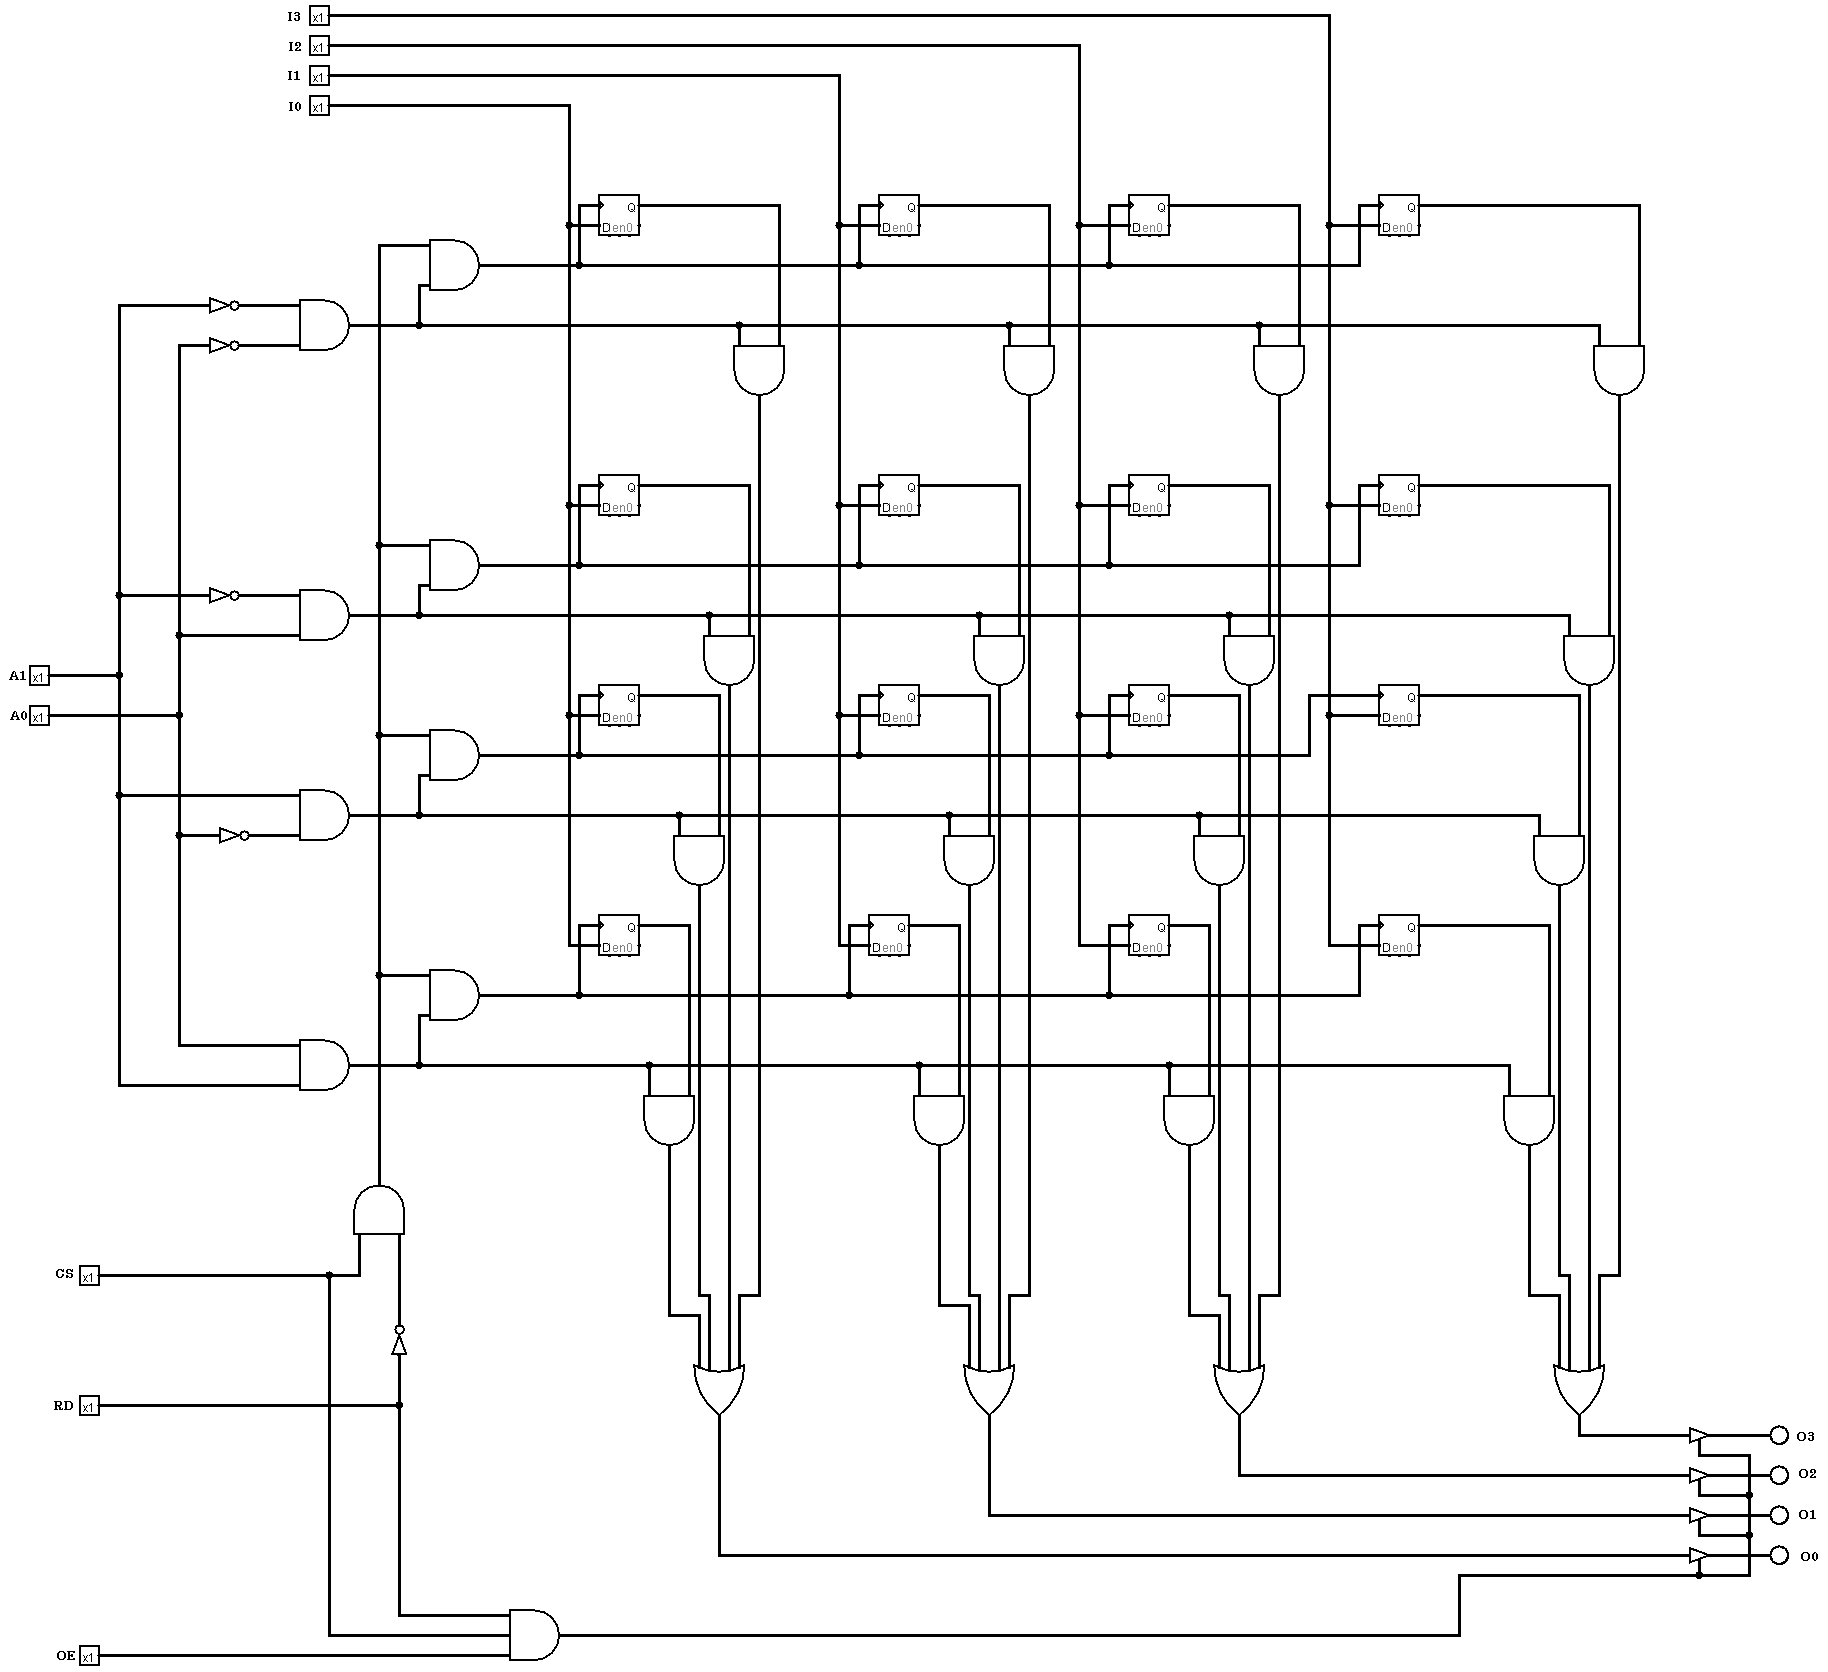 I3 x1
I2 x1
I1 x1
I0 x1
Q Q Q Q
Den0 Den0 Den0 Den0
Q Q Q Q
Den0 Den0 Den0 Den0
A1 x1
Q Q Q Q
A0 x1 Den0 Den0 Den0 Den0
Q Q Q Q
Den0 Den0 Den0 Den0
CS x1
RD x1
O3
O2
O1
O0
OE x1